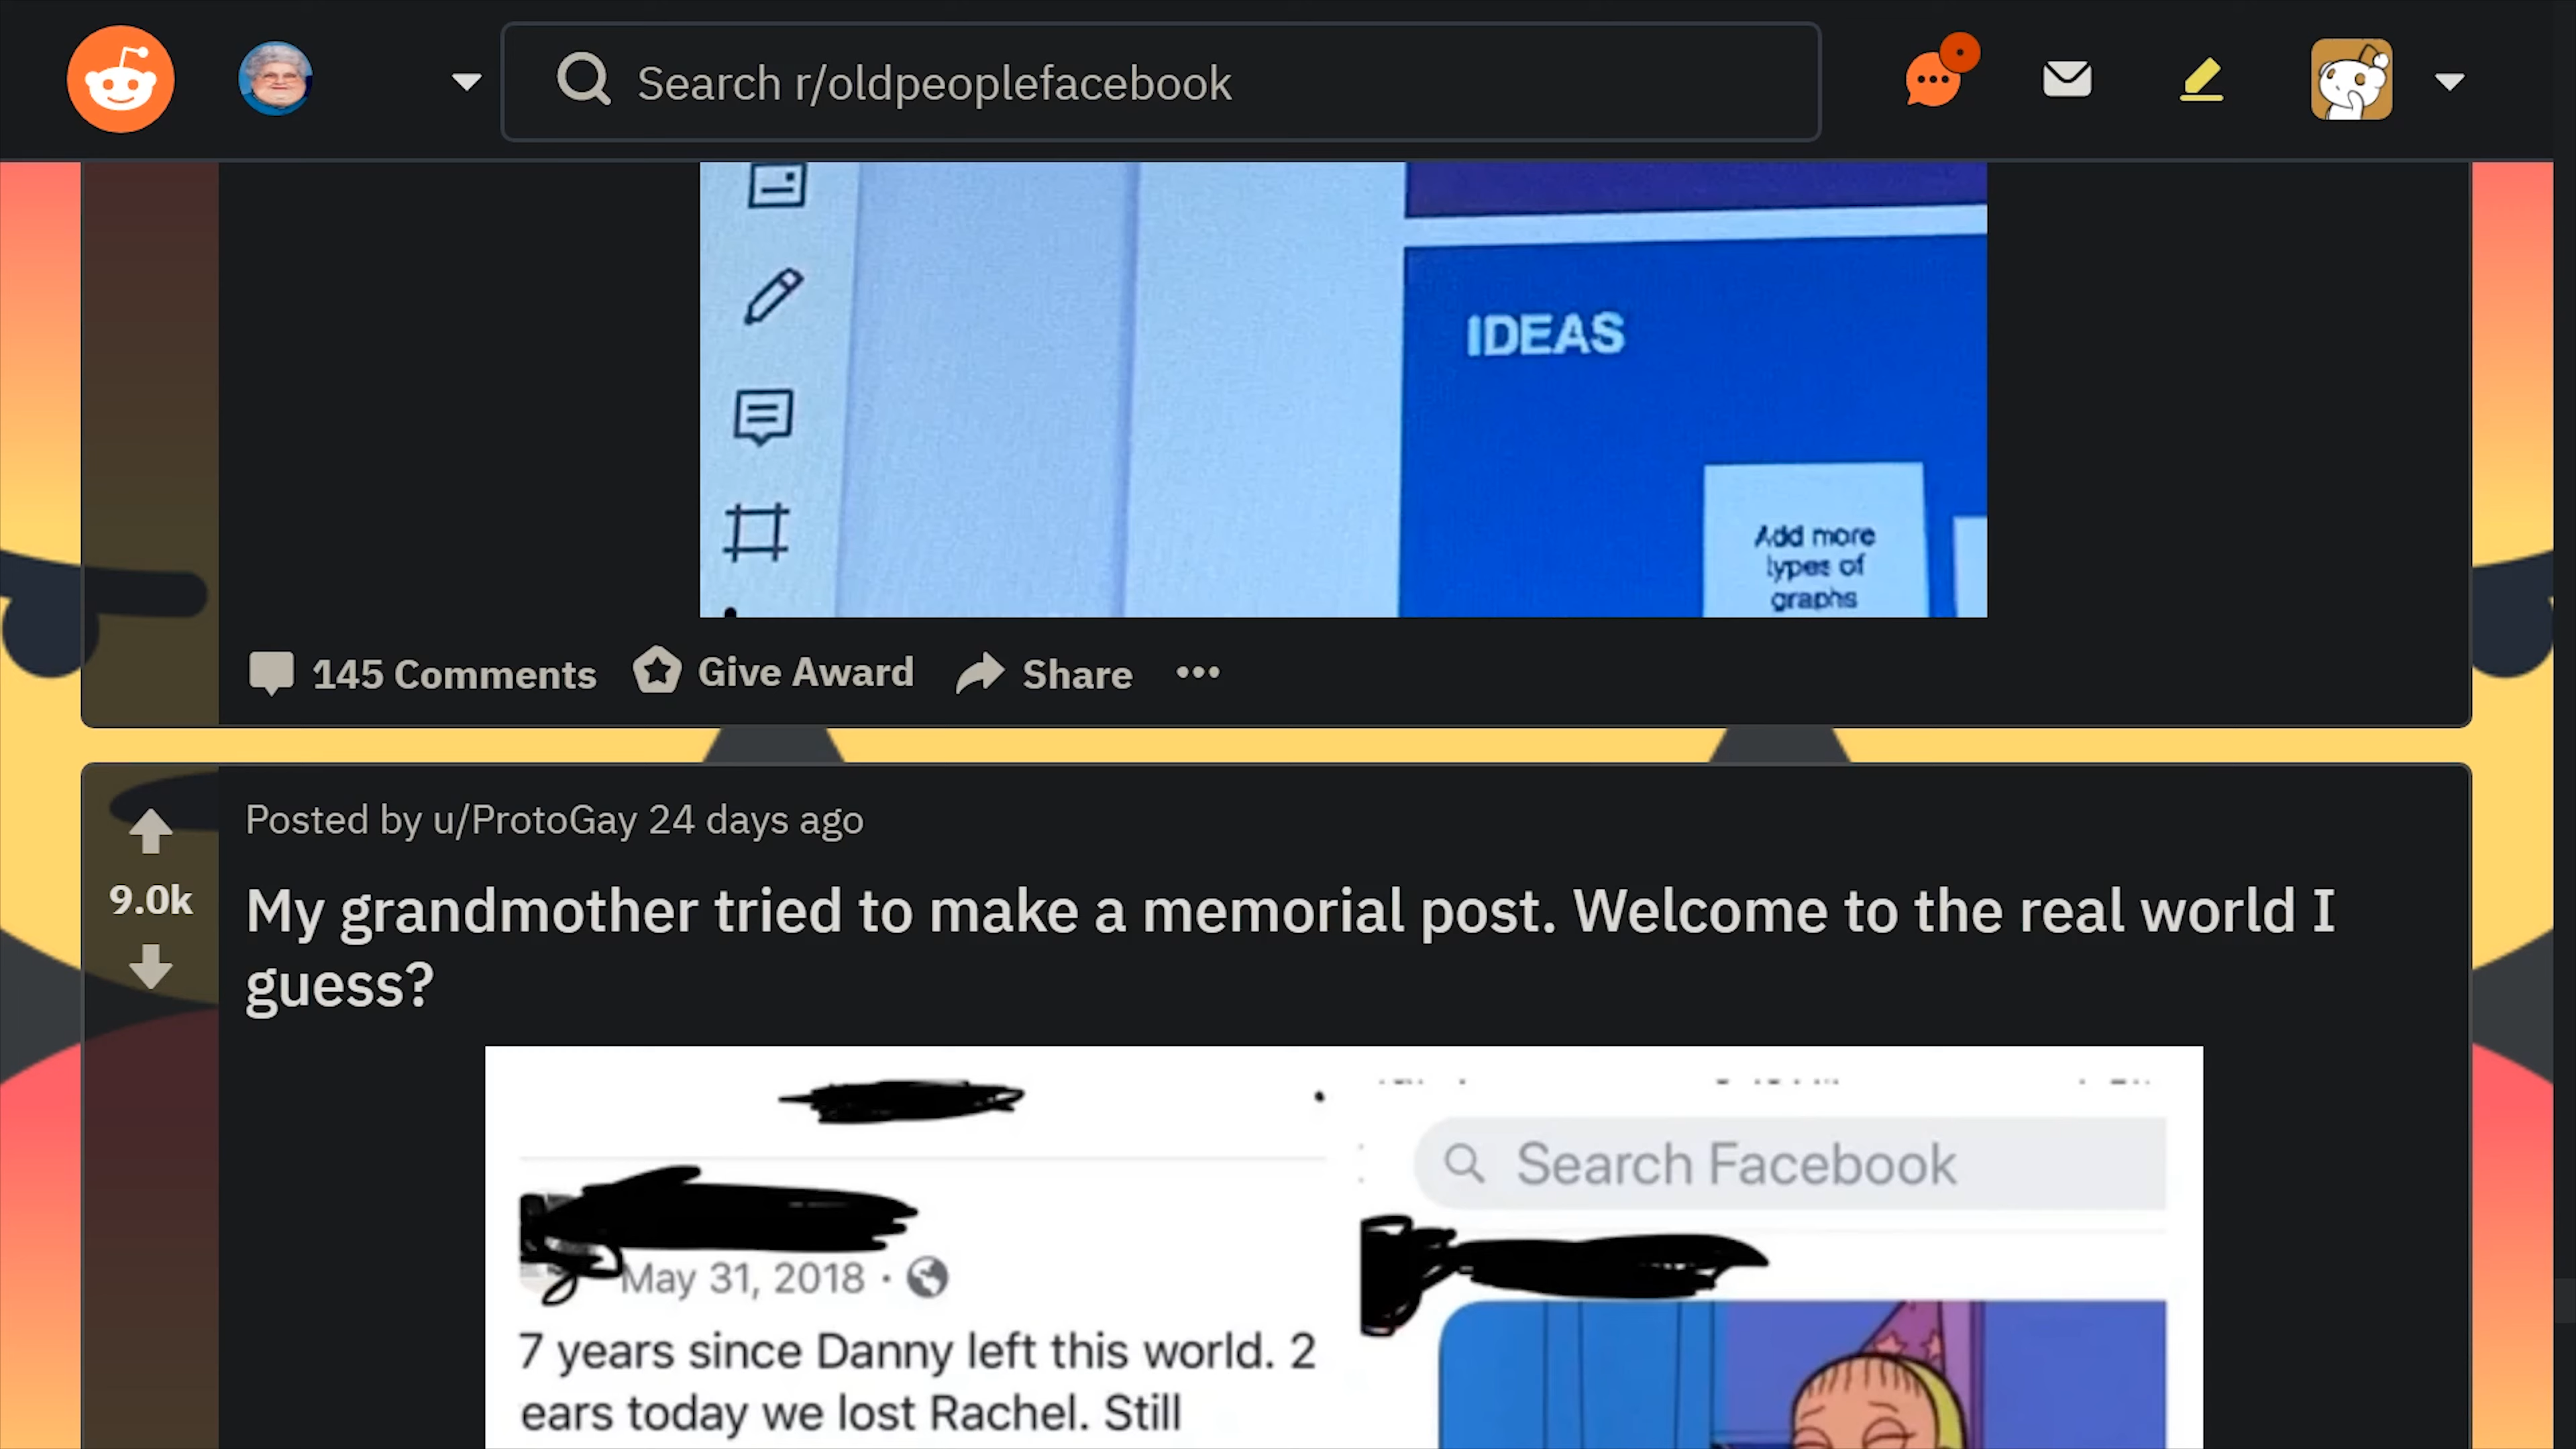 Search r/oldpeoplefacebook
IDEAS
Add more
types of
graphs
145 Comments
Give Award
Share
Posted by u/ProtoGay 24 days ago
9.0k
My grandmother tried to make a memorial post. Welcome to the real world I
guess?
May 31, 2018 ·
7 years since Danny left this world. 2
ears today we lost Rachel. Still
Search Facebook